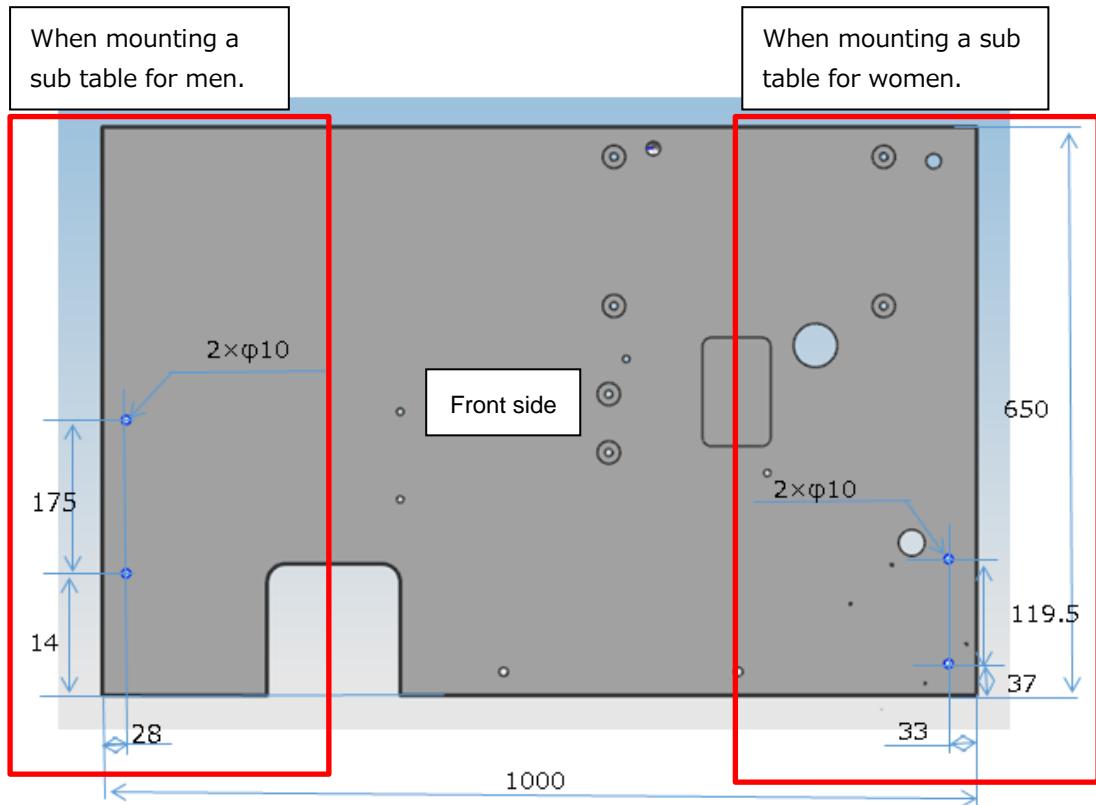 When mounting a
sub table for men.
When mounting a sub
table for women.
2×φ10
Front side
650
175
2×φ10
14
119.5
37
28
33
1000